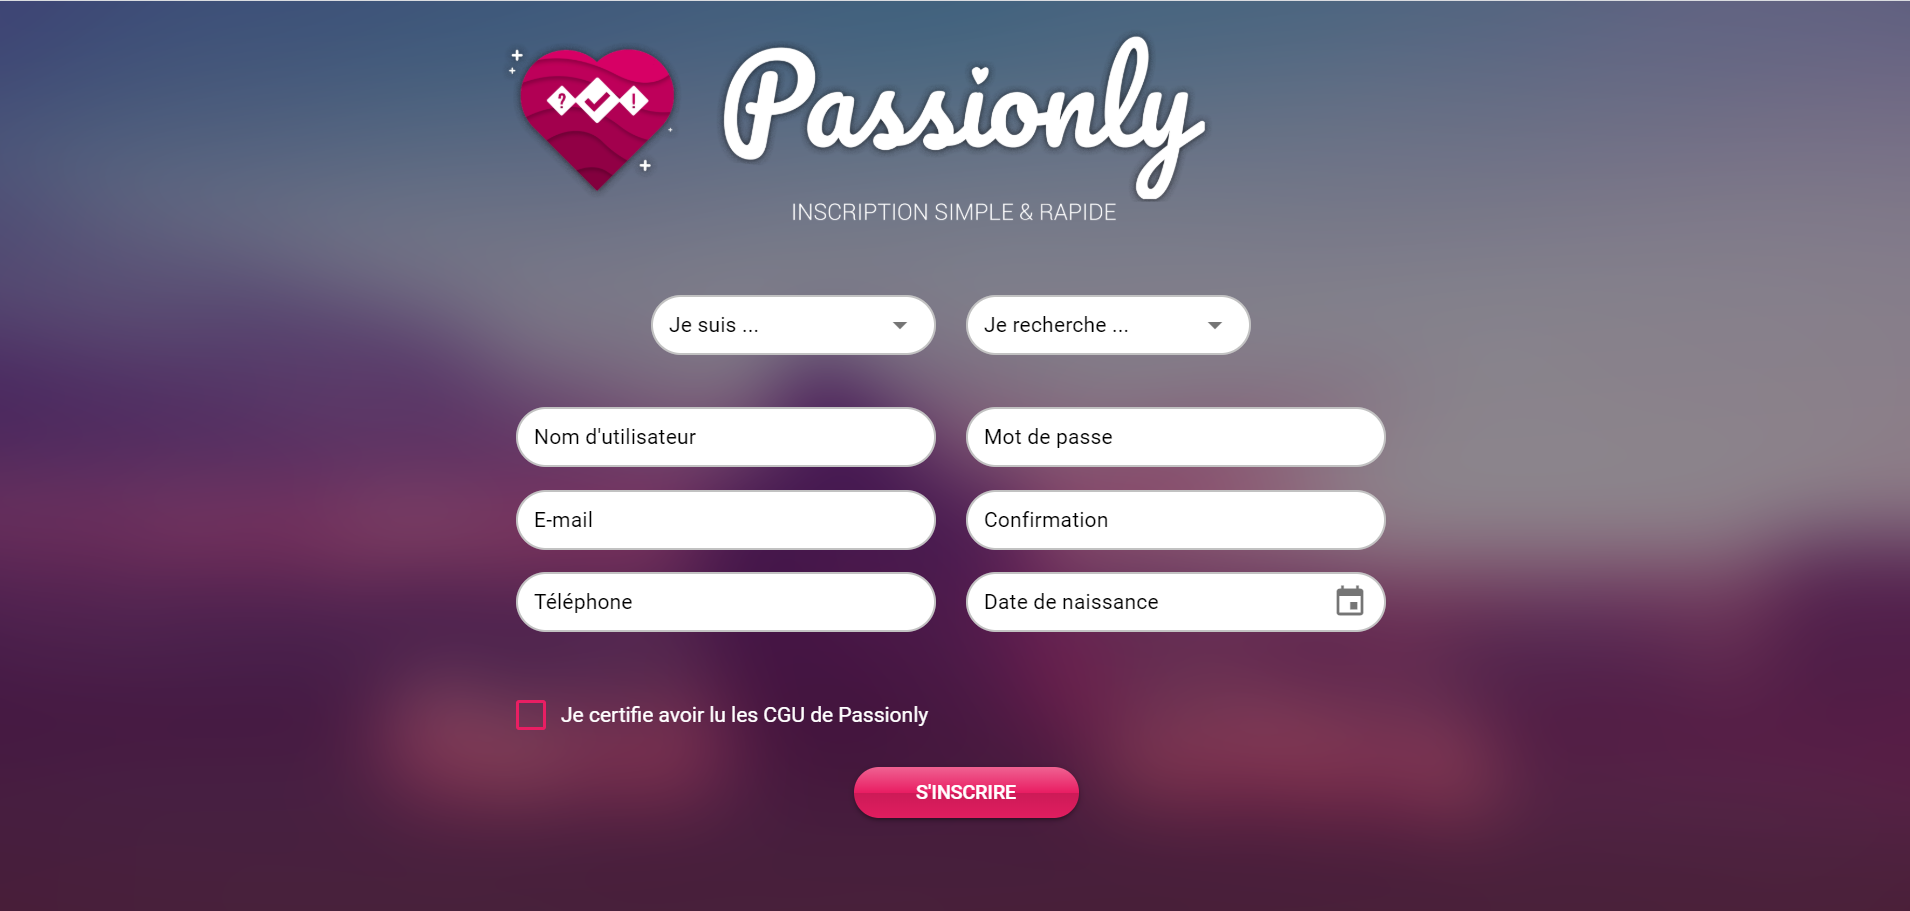 Passionly
INSCRIPTION SIMPLE & RAPIDE
Je suis ...
Je recherche ...
Nom d'utilisateur
Mot de passe
E-mail
Confirmation
Téléphone
Date de naissance
Je certifie avoir lu les CGU de Passionly
S'INSCRIRE